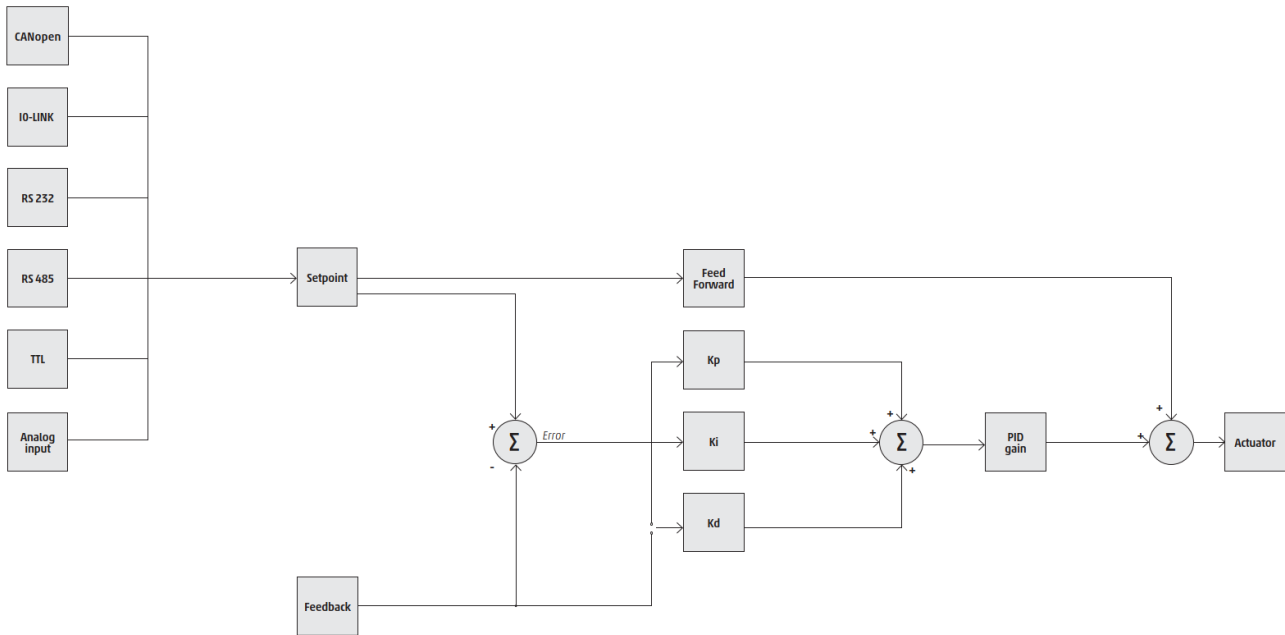 CANopen
IO-LINK
RS 232
RS 485
TTL
Analog
input
Setpoint
Feedback
+
-
Σ
Error
Feed
Forward
Kp
Ki
Kd
+
+
+
Σ
PID
gain
+
+
Σ
Actuator